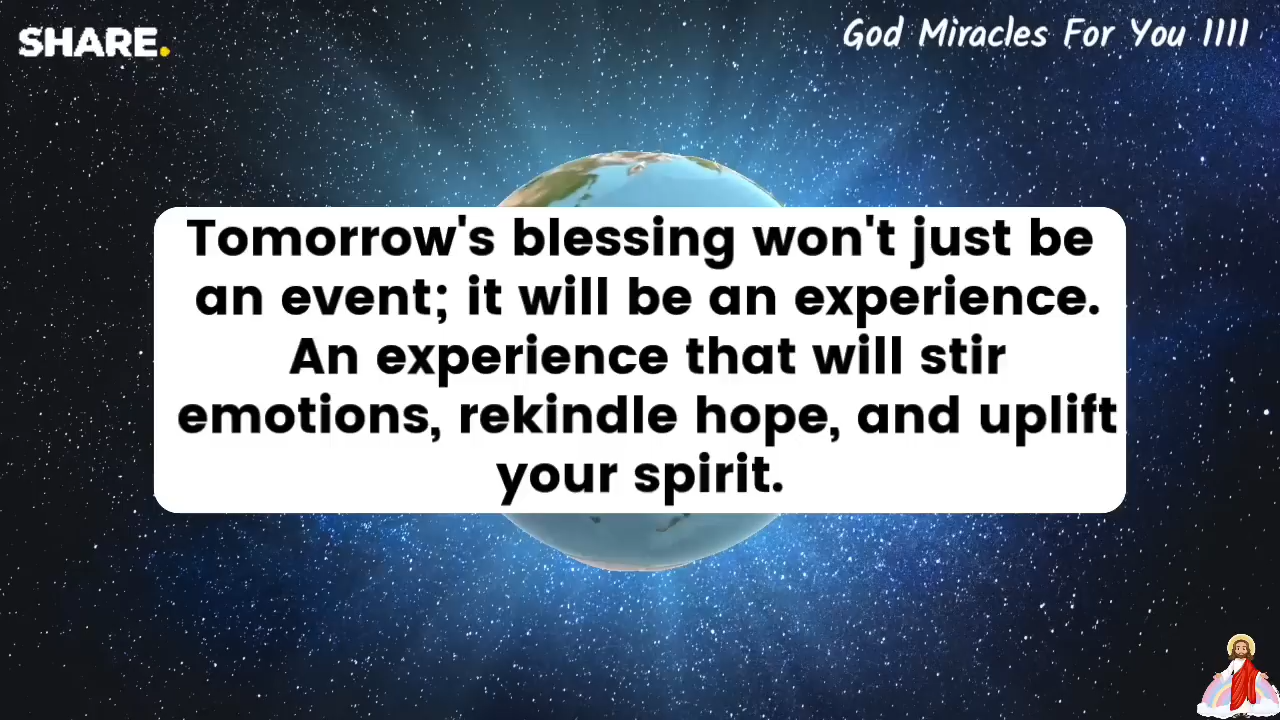 SHARE.
God Miracles For You 1111
Tomorrow's blessing won't just be
an event; it will be an experience.
An experience that will stir
emotions, rekindle hope, and uplift
your spirit.